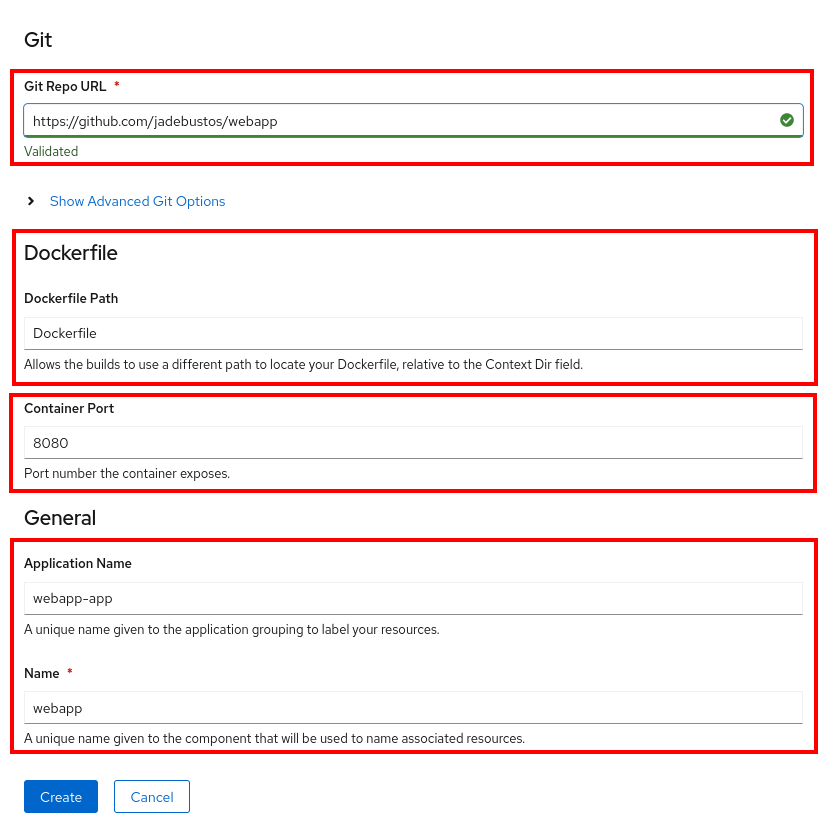 Git
Git Repo URL *
https://github.com/jadebustos/webapp
Validated
Show Advanced Git Options
Dockerfile
Dockerfile Path
Dockerfile
Allows the builds to use a different path to locate your Dockerfile, relative to the Context Dir field.
Container Port
8080
Port number the container exposes.
General
Application Name
webapp-app
A unique name given to the application grouping to label your resources.
Name *
webapp
A unique name given to the component that will be used to name associated resources.
Create Cancel